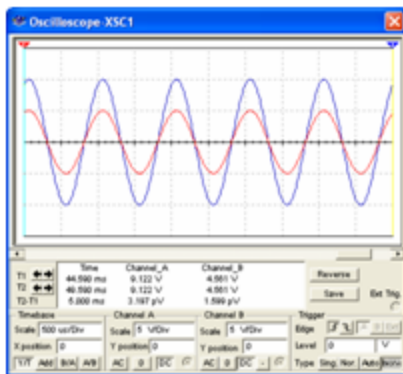 Oscilloscope-XSC1
Time Channel_A Channel_B
T1 44.590 ms 9.122 V 4.561 V
T2 49.590 ms 9.122 V 4.561 V
T2-T1 5.000 ms 3.197 pV 1.599 pV
Reverse
Save
Ext Trig.
Timebase
Scale 500 us/Div
X position 0
Y/T Add B/A A/B
Channel A
Scale 5 V/Div
Y position 0
AC 0 DC
Channel B
Scale 5 V/Div
Y position 0
AC 0 DC -
Trigger
Edge A B Ext
Level 0 V
Type Sing. Nor. Auto None